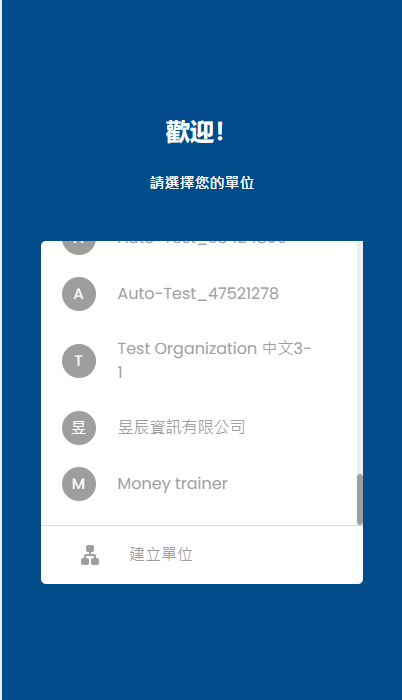 歡迎!
請選擇您的單位
A
Auto-Test_47521278
T
Test Organization 中文3-
1
昱
昱辰資訊有限公司
M
Money trainer
建立單位